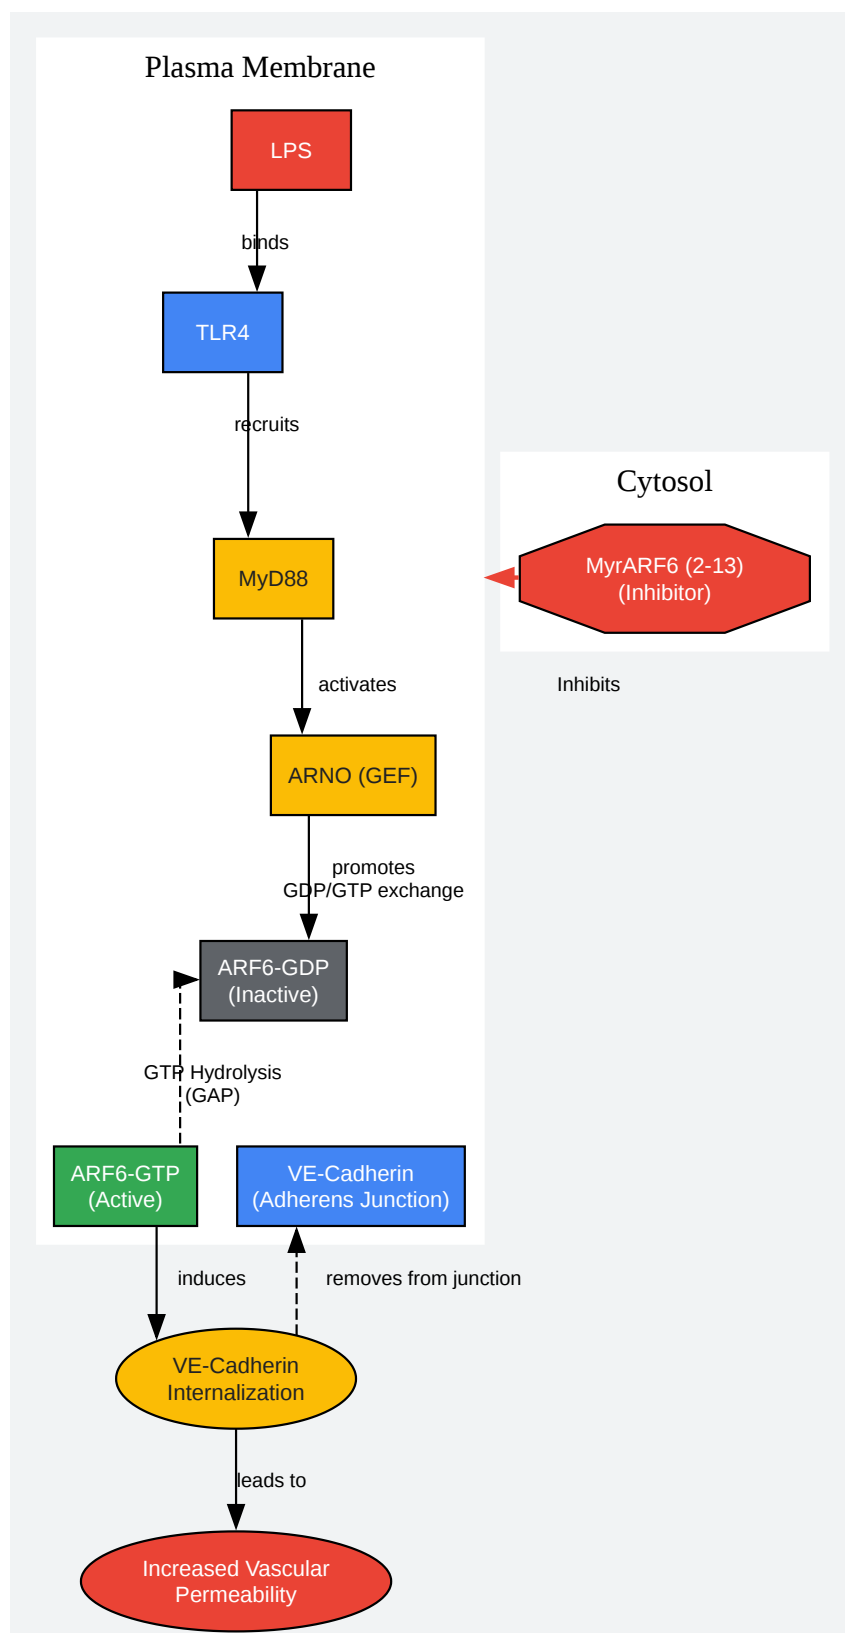 Plasma Membrane
LPS
binds
TLR4
recruits
Cytosol
MyrARF6 (2-13)
(Inhibitor)
MyD88
activates
Inhibits
ARNO (GEF)
promotes
GDP/GTP exchange
ARF6-GDP
(Inactive)
GTP Hydrolysis
(GAP)
ARF6-GTP
(Active)
VE-Cadherin
(Adherens Junction)
induces
removes from junction
VE-Cadherin
Internalization
leads to
Increased Vascular
Permeability